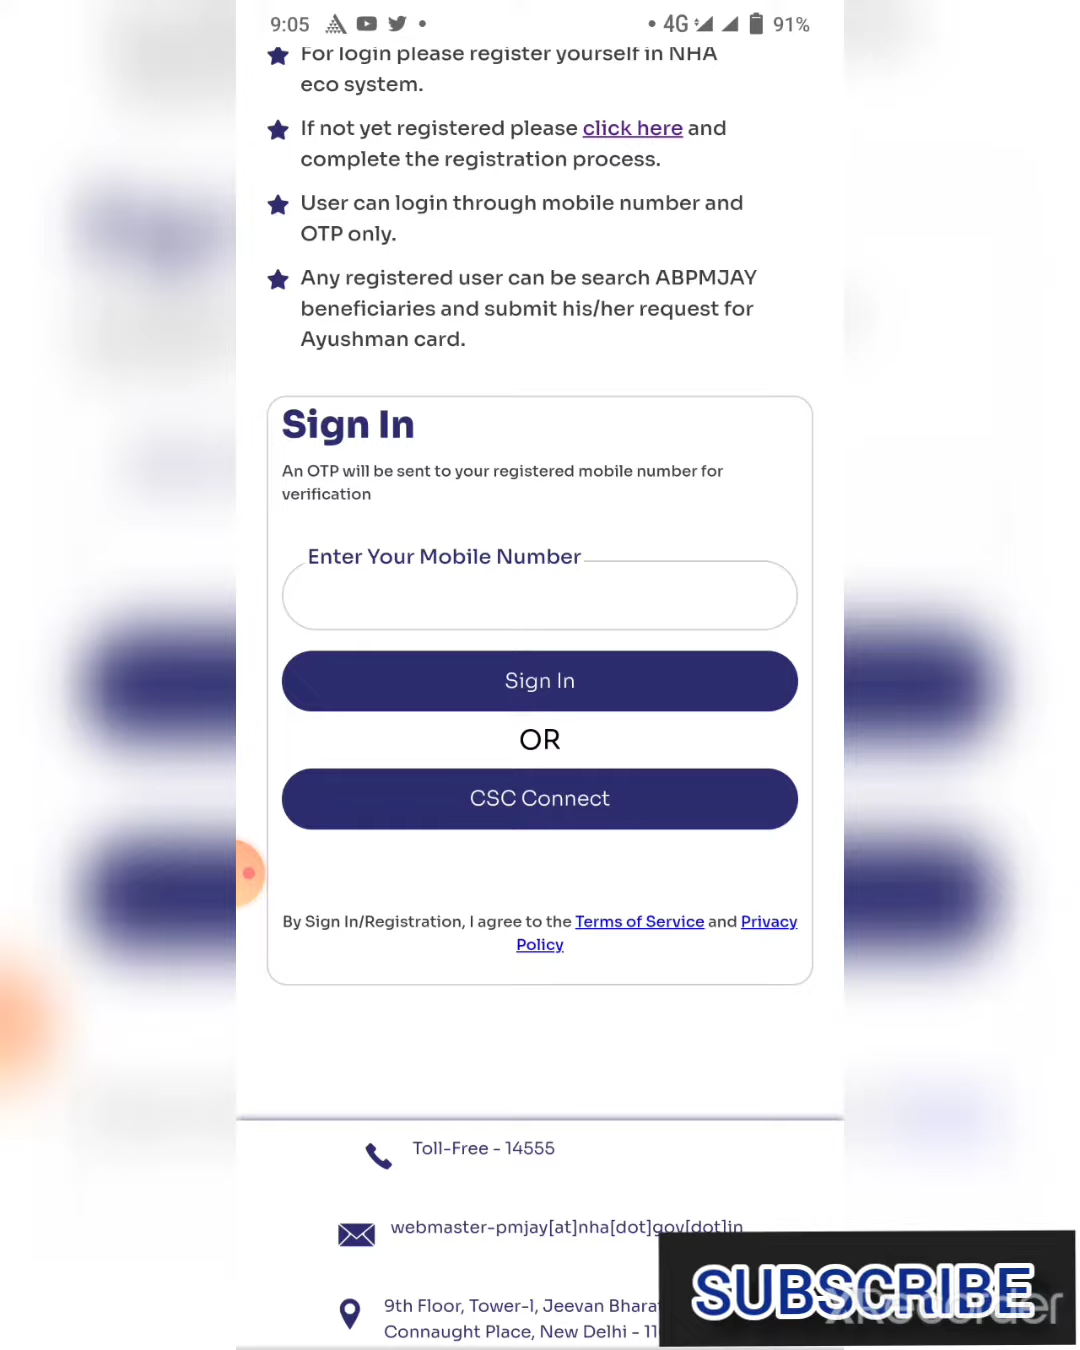 9:05
4G
91%
For login please register yourself in NHA
eco system.
If not yet registered please click here and
complete the registration process.
User can login through mobile number and
OTP only.
Any registered user can be search ABPMJAY
beneficiaries and submit his/her request for
Ayushman card.
Sign In
An OTP will be sent to your registered mobile number for
verification
Enter Your Mobile Number
Sign In
OR
CSC Connect
By Sign In/Registration, I agree to the Terms of Service and Privacy
Policy
Toll-Free - 14555
webmaster-pmjay[at]nha[dot]gov[dot]in
9th Floor, Tower-l, Jeevan
Connaught Place, New Delhi -
SUBSCRIBE
XRecorder